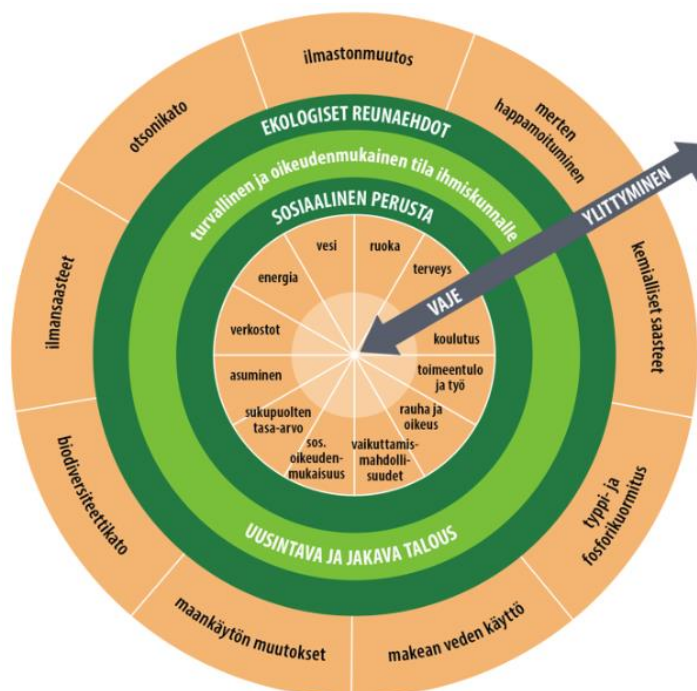 ilmastonmuutos
merten
happamoituminen
kemialliset saasteet
typpi- ja
fosforikuormitus
makean veden käyttö
maankäytön muutokset
biodiversiteettikato
ilmansaasteet
otsonikato
EKOLOGISET REUNAEHDOT
turvallinen ja oikeudenmukainen tila ihmiskunnalle
SOSIAALINEN PERUSTA
YLITTYMINEN
VAJE
vesi
ruoka
terveys
koulutus
toimeentulo
ja työ
rauha ja
oikeus
vaikuttamis-
mahdolli-
suudet
sos.
oikeuden-
mukaisuus
sukupuolten
tasa-arvo
asuminen
verkostot
energia
UUSINTAVA JA JAKAVA TALOUS